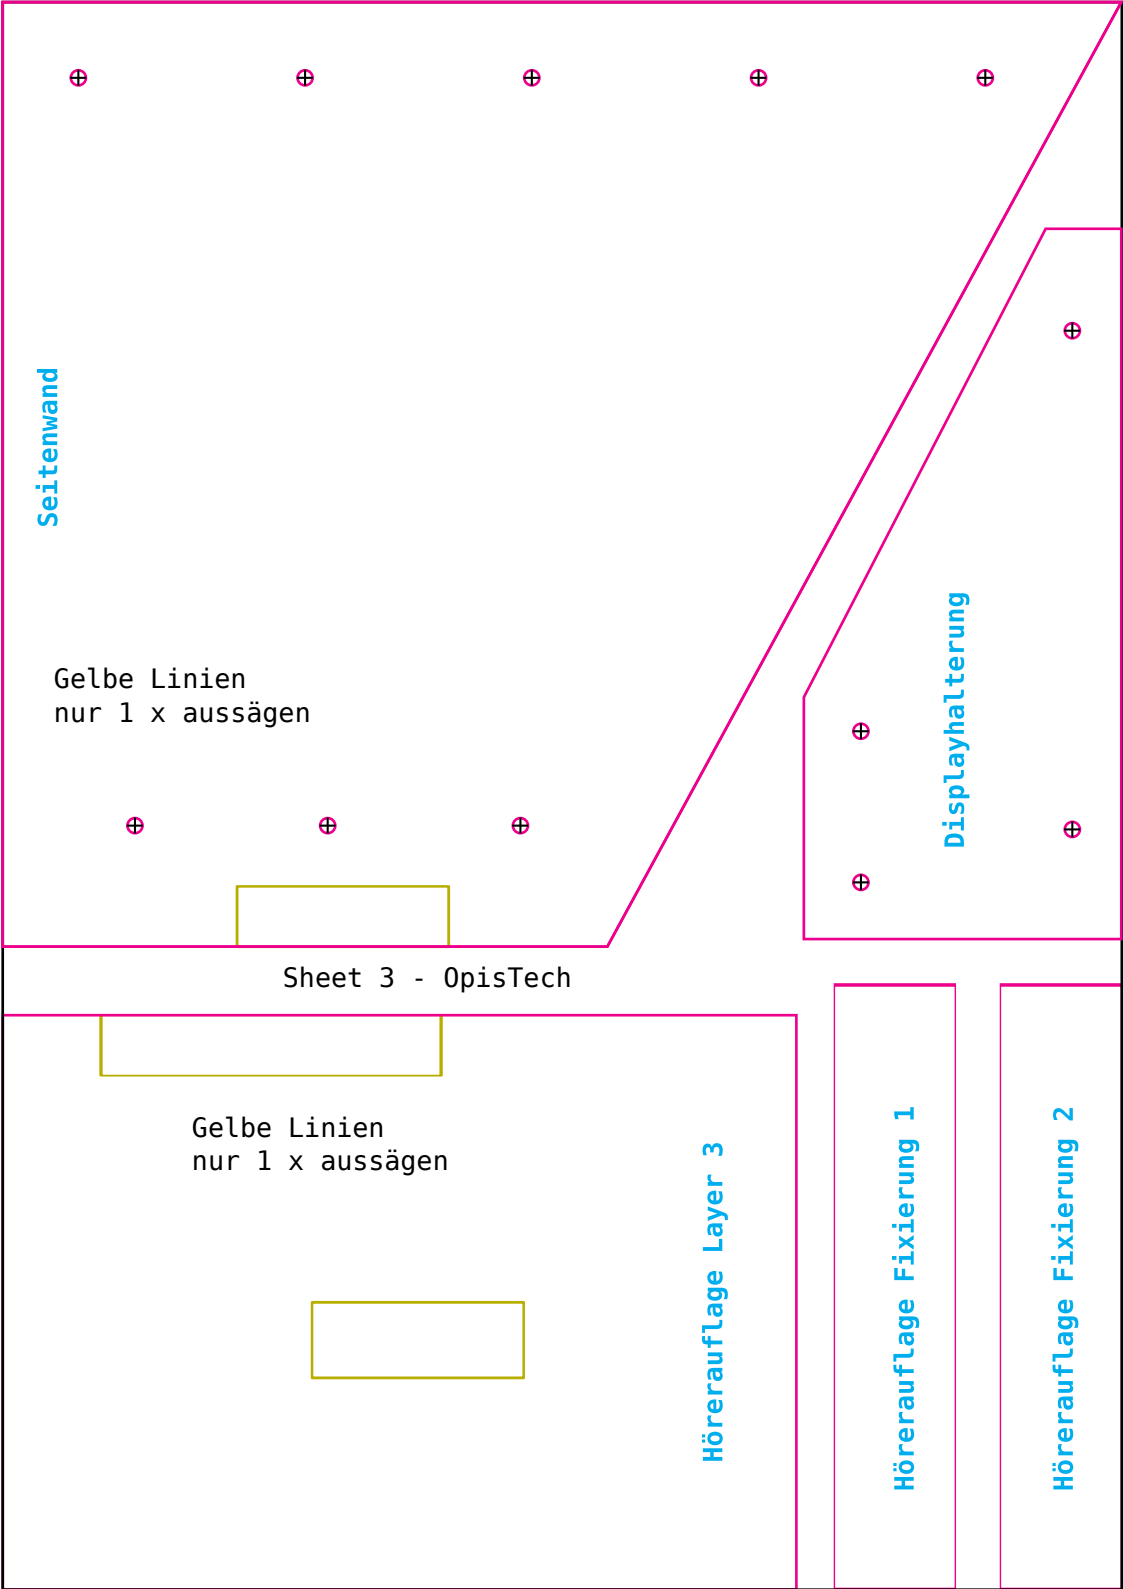 Seitenwand
Gelbe Linien
nur 1 x aussägen
Displayhalterung
Sheet 3 - OpisTech
Gelbe Linien
nur 1 x aussägen
Hörerauflage Layer 3
Hörerauflage Fixierung 1
Hörerauflage Fixierung 2